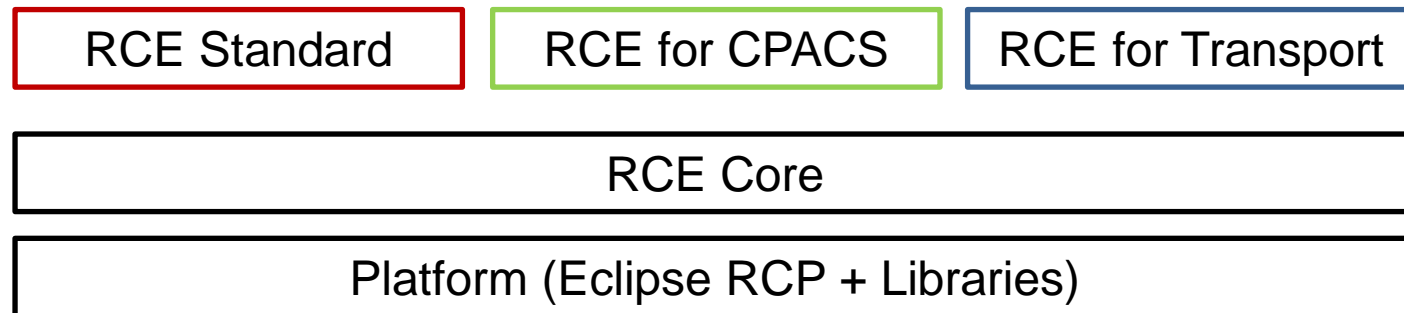 RCE Standard
RCE for CPACS
RCE for Transport
RCE Core
Platform (Eclipse RCP + Libraries)